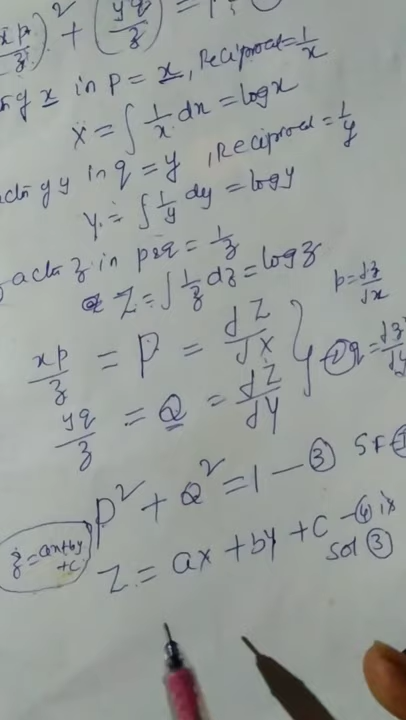 (xp/z)² + (yq/z) = 1
x in P = x, Reciprocal = 1/x
X = ∫ 1/x dx = log x
y in q = y, Reciprocal = 1/y
Y = ∫ 1/y dy = log y
z in p & q = 1/z
Z = ∫ 1/z dz = log z
p = dz/dx
xp/z = P = dZ/dX
yq/z = Q = dZ/dY } - ② q = dz/dy
P² + Q² = 1 — ③
z = ax + by + c
Z = ax + by + C — ④ is
sol ③